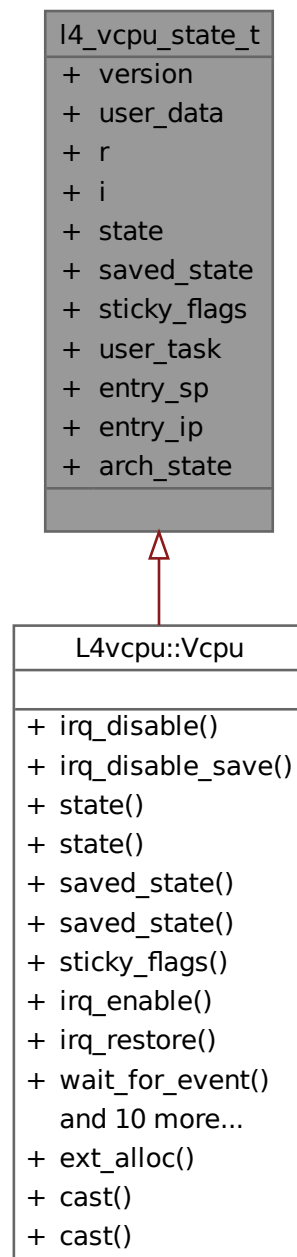 l4_vcpu_state_t
+ version
+ user_data
+ r
+ i
+ state
+ saved_state
+ sticky_flags
+ user_task
+ entry_sp
+ entry_ip
+ arch_state
L4vcpu::Vcpu
+ irq_disable()
+ irq_disable_save()
+ state()
+ state()
+ saved_state()
+ saved_state()
+ sticky_flags()
+ irq_enable()
+ irq_restore()
+ wait_for_event()
and 10 more...
+ ext_alloc()
+ cast()
+ cast()